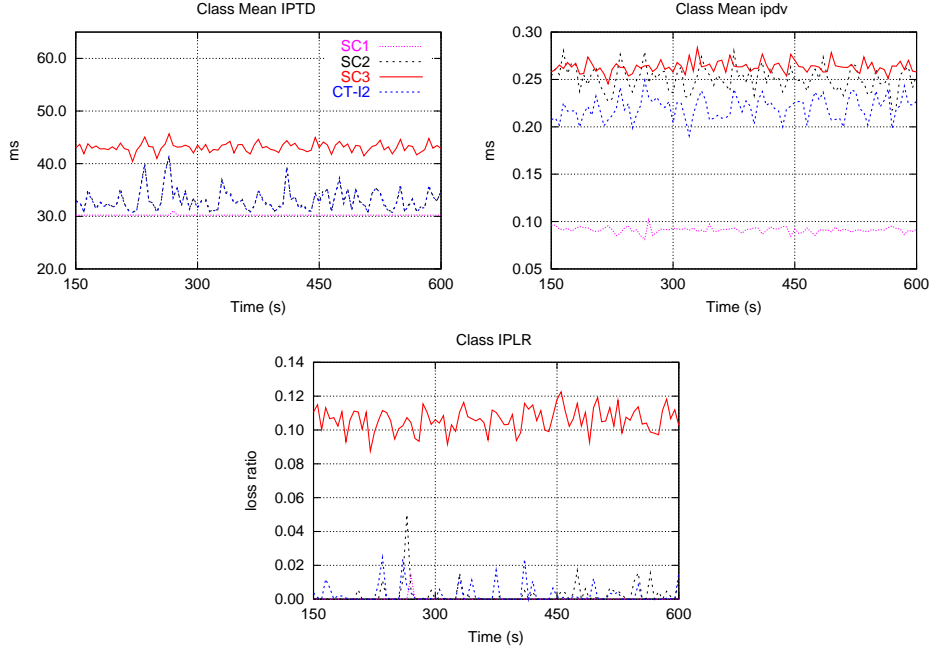 Class Mean IPTD
60.0
50.0
40.0
30.0
20.0
ms
SC1
SC2
SC3
CT-I2
150
300
450
600
Time (s)
Class Mean ipdv
0.30
0.25
0.20
0.10
0.05
ms
150
300
450
600
Time (s)
Class IPLR
0.14
0.12
0.10
0.08
0.06
0.04
0.02
0.00
loss ratio
150
300
450
600
Time (s)